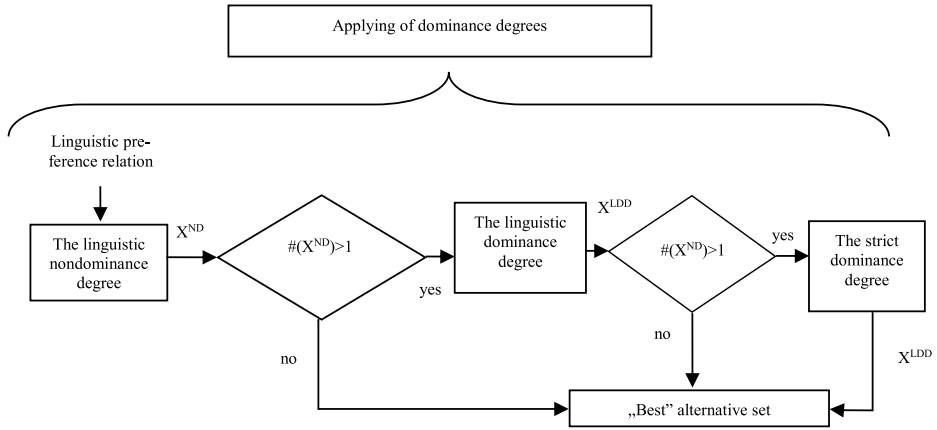 Applying of dominance degrees
Linguistic pre-
ference relation
The linguistic
nondominance
degree
X^ND
#(X^ND)>1
yes
no
The linguistic
dominance
degree
X^LDD
#(X^ND)>1
yes
no
The strict
dominance
degree
X^LDD
„Best” alternative set